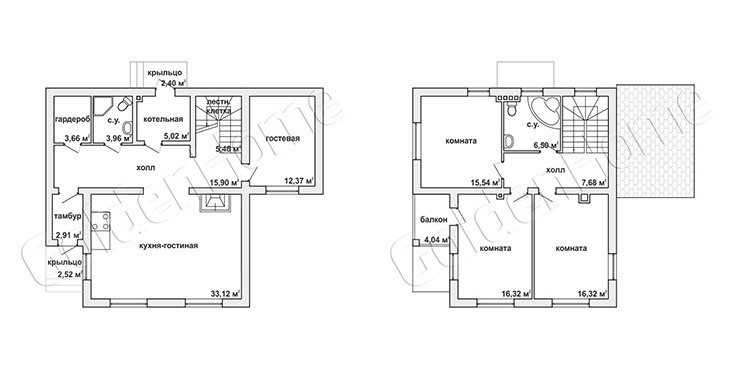 крыльцо
2,40 м²
гардероб
3,66 м²
с.у.
3,96 м²
котельная
5,02 м²
лестн.
клетка
5,46 м²
гостевая
12,37 м²
холл
15,90 м²
тамбур
2,91 м²
крыльцо
2,52 м²
кухня-гостиная
33,12 м²
GoldenHome
комната
15,54 м²
с.у.
6,50 м²
холл
7,68 м²
балкон
4,04 м²
комната
16,32 м²
комната
16,32 м²
GoldenHome